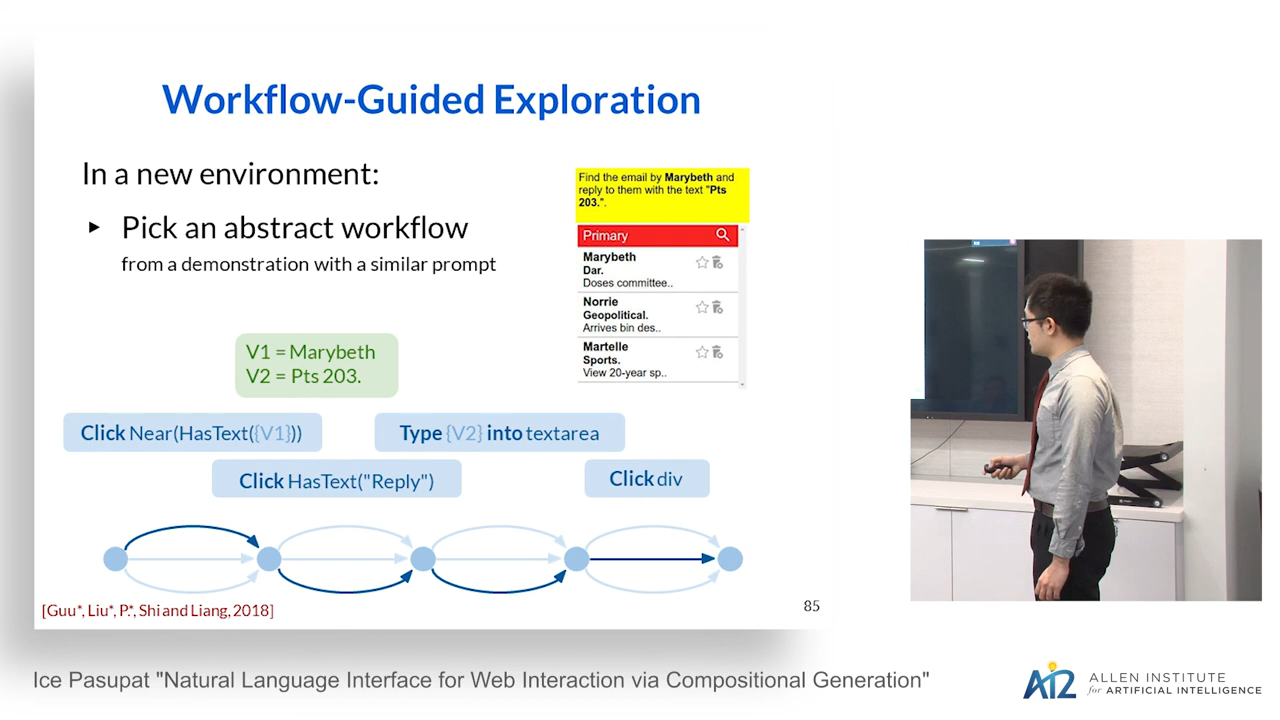 Workflow-Guided Exploration
In a new environment:
▸ Pick an abstract workflow
from a demonstration with a similar prompt
Find the email by Marybeth and
reply to them with the text "Pts
203.".
Primary
Marybeth
Dar.
Doses committee..
Norrie
Geopolitical.
Arrives bin des..
Martelle
Sports.
View 20-year sp..
V1 = Marybeth
V2 = Pts 203.
Click Near(HasText({V1}))
Type {V2} into textarea
Click HasText("Reply")
Click div
[Guu*, Liu*, P.*, Shi and Liang, 2018]
85
Ice Pasupat "Natural Language Interface for Web Interaction via Compositional Generation"
AI2 ALLEN INSTITUTE
for ARTIFICIAL INTELLIGENCE